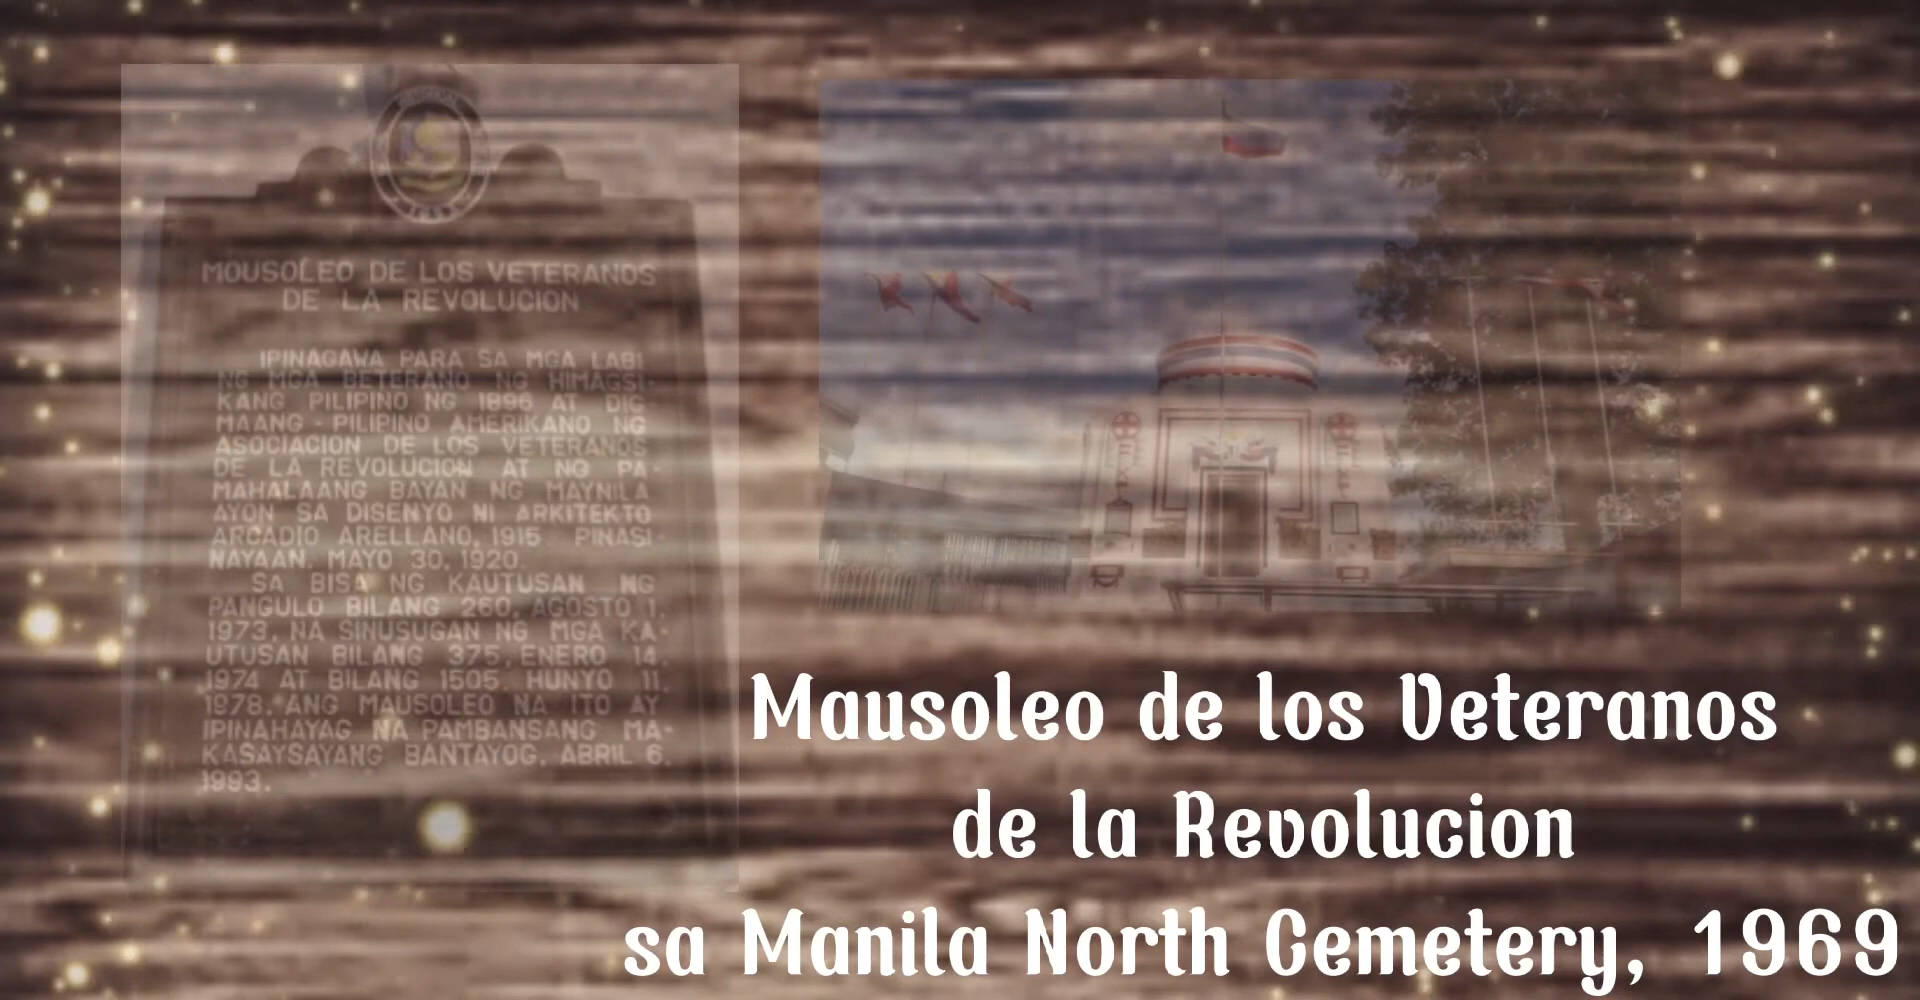 MOUSOLEO DE LOS VETERANOS
DE LA REVOLUCION
IPINAGAWA PARA SA MGA LABI
NG MGA BETERANO NG HIMAGSI-
KANG PILIPINO NG 1896 AT DIG
MAANG-PILIPINO AMERIKANO NG
ASOCIACION DE LOS VETERANOS
DE LA REVOLUCION AT NG PA-
MAHALAANG BAYAN NG MAYNILA
AYON SA DISENYO NI ARKITEKTO
ARCADIO ARELLANO, 1915 PINASI-
NAYAAN, MAYO 30, 1920.
SA BISA NG KAUTUSAN NG
PANGULO BILANG 260, AGOSTO 1,
1973, NA SINUSUGAN NG MGA KA-
UTUSAN BILANG 375, ENERO 14,
1974 AT BILANG 1505, HUNYO 11,
1978, ANG MAUSOLEO NA ITO AY
IPINAHAYAG NA PAMBANSANG MA-
KASAYSAYANG BANTAYOG. ABRIL 6,
1993.
Mausoleo de los Veteranos
de la Revolucion
sa Manila North Cemetery, 1969